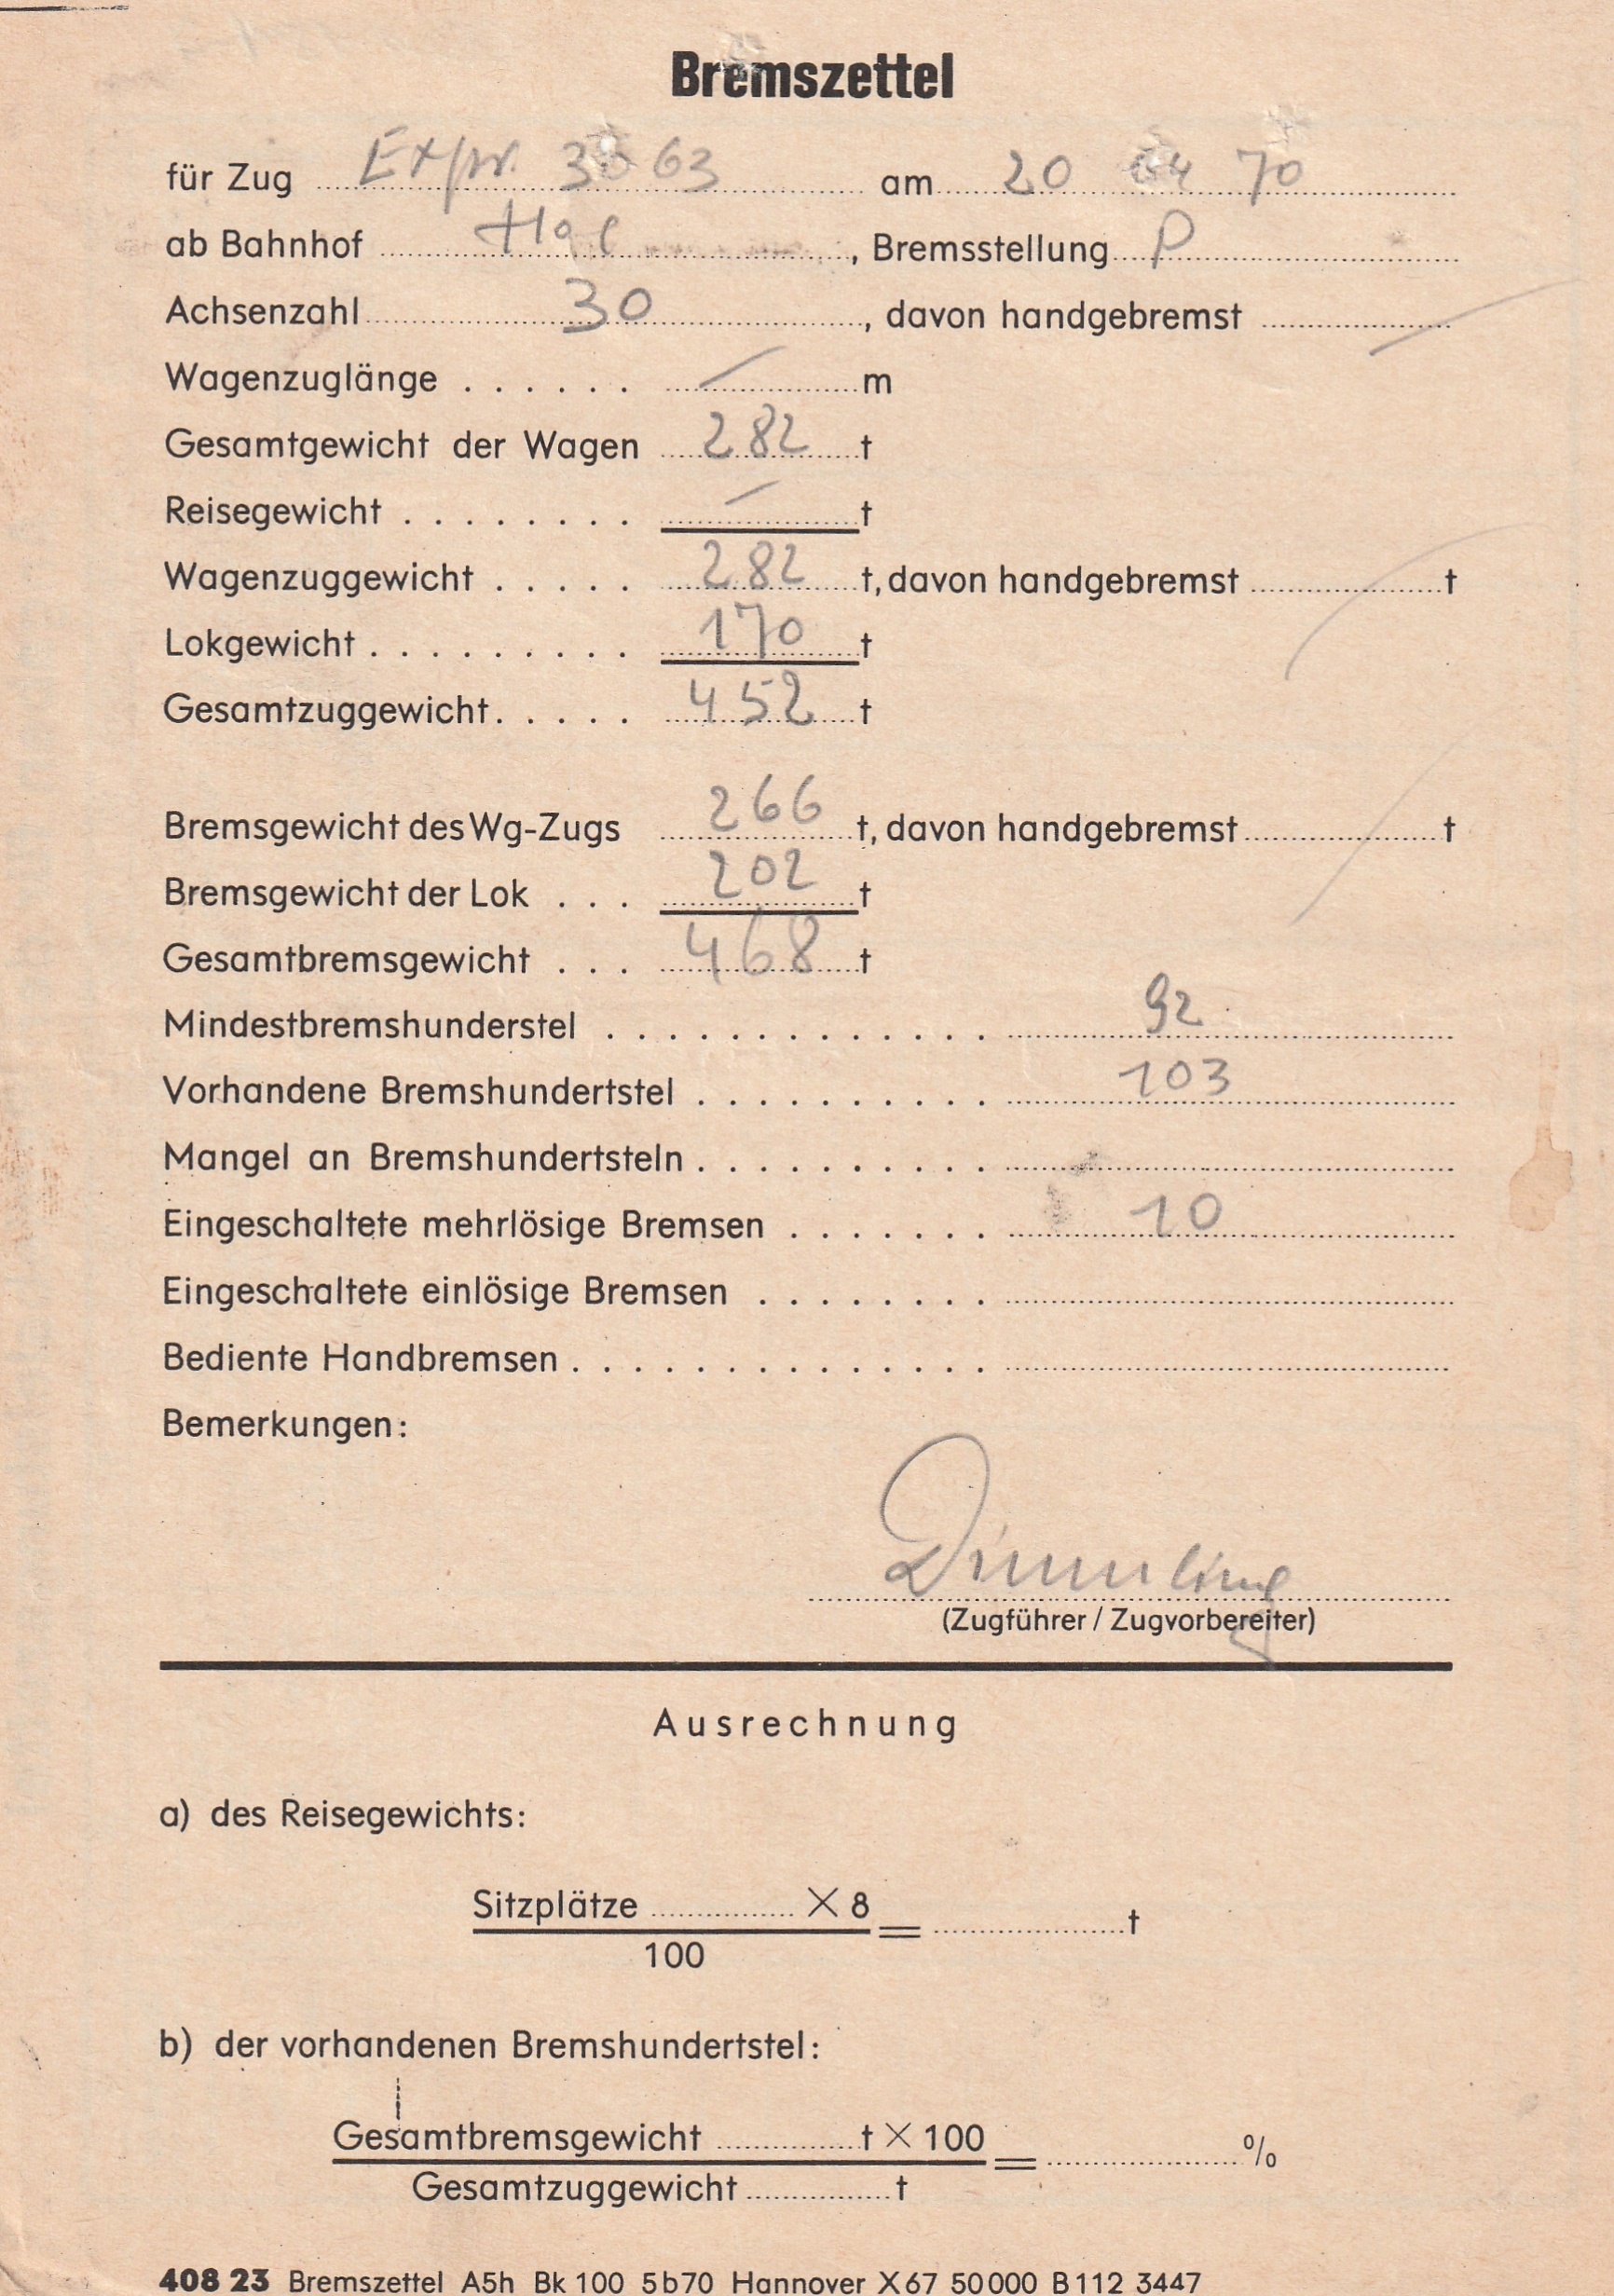 Bremszettel
für Zug Expr. 3063 am 20 04 70
ab Bahnhof , Bremsstellung P
Achsenzahl 30 , davon handgebremst
Wagenzuglänge . . . . . . — m
Gesamtgewicht der Wagen 282 t
Reisegewicht . . . . . . . . — t
Wagenzuggewicht . . . . . 282 t, davon handgebremst t
Lokgewicht . . . . . . . . . 170 t
Gesamtzuggewicht . . . . . 452 t
Bremsgewicht des Wg-Zugs 266 t, davon handgebremst t
Bremsgewicht der Lok . . . 202 t
Gesamtbremsgewicht . . . 468 t
Mindestbremshunderstel . . . . . . . . . . . . . 92
Vorhandene Bremshundertstel . . . . . . . . . . 103
Mangel an Bremshundertsteln . . . . . . . . . .
Eingeschaltete mehrlösige Bremsen . . . . . . . 10
Eingeschaltete einlösige Bremsen . . . . . . . .
Bediente Handbremsen . . . . . . . . . . . . . .
Bemerkungen:
Dimmling
(Zugführer / Zugvorbereiter)
Ausrechnung
a) des Reisegewichts:
Sitzplätze ............... × 8 = .................... t
100
b) der vorhandenen Bremshundertstel:
Gesamtbremsgewicht ............... t × 100 = .................... %
Gesamtzuggewicht ............... t
408 23 Bremszettel A5h Bk 100 5b70 Hannover X67 50000 B112 3447